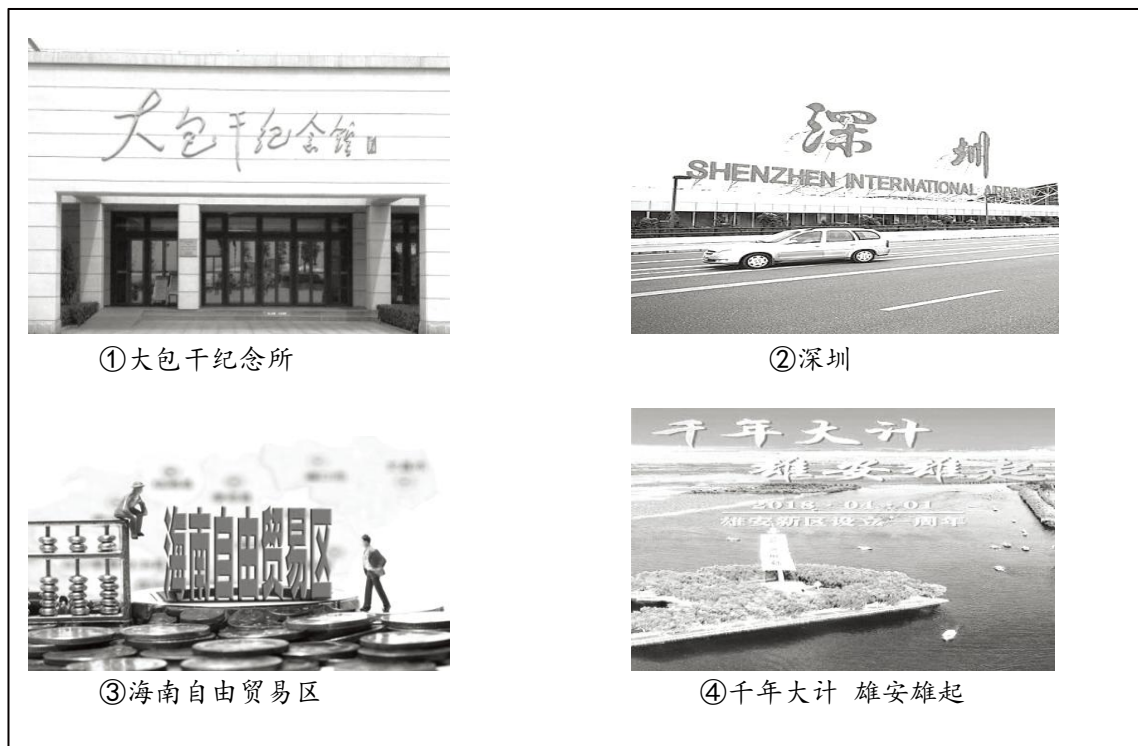 大包干纪念馆
深圳
SHENZHEN INTERNATIONAL AIRPORT
①大包干纪念所
②深圳
海南自由贸易区
千年大计
雄安雄起
2018·04·01
雄安新区设立一周年
③海南自由贸易区
④千年大计 雄安雄起